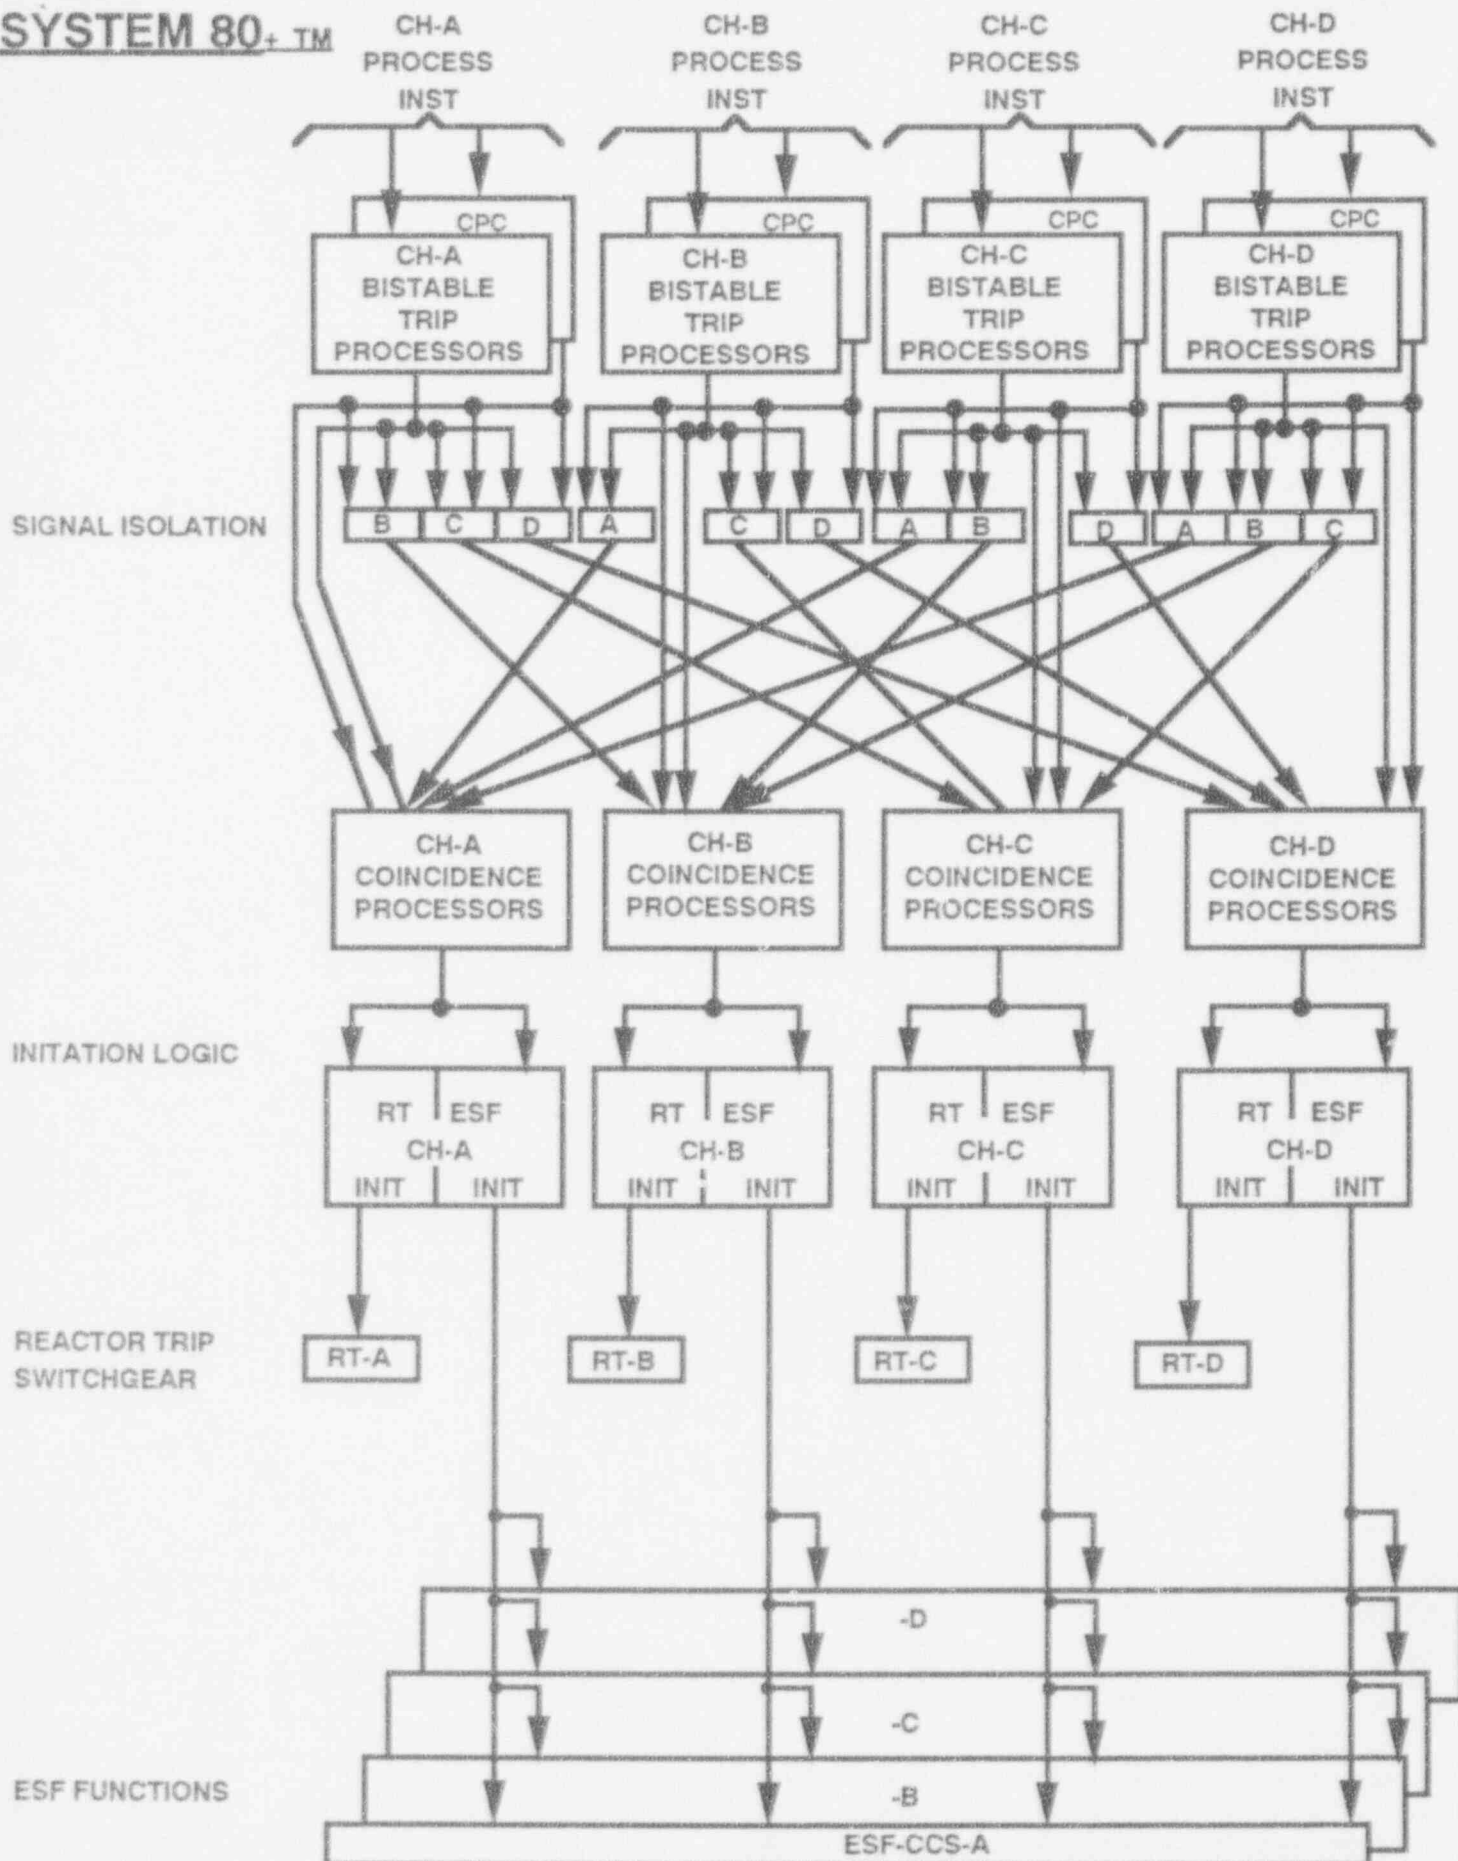 SYSTEM 80+ TM
CH-A
PROCESS
INST
CH-B
PROCESS
INST
CH-C
PROCESS
INST
CH-D
PROCESS
INST
CPC
CH-A
BISTABLE
TRIP
PROCESSORS
CPC
CH-B
BISTABLE
TRIP
PROCESSORS
CPC
CH-C
BISTABLE
TRIP
PROCESSORS
CPC
CH-D
BISTABLE
TRIP
PROCESSORS
SIGNAL ISOLATION
B C D A C D A B D A B C
CH-A
COINCIDENCE
PROCESSORS
CH-B
COINCIDENCE
PROCESSORS
CH-C
COINCIDENCE
PROCESSORS
CH-D
COINCIDENCE
PROCESSORS
INITATION LOGIC
RT ESF
CH-A
INIT INIT
RT ESF
CH-B
INIT INIT
RT ESF
CH-C
INIT INIT
RT ESF
CH-D
INIT INIT
REACTOR TRIP
SWITCHGEAR
RT-A
RT-B
RT-C
RT-D
-D
-C
ESF FUNCTIONS
-B
ESF-CCS-A